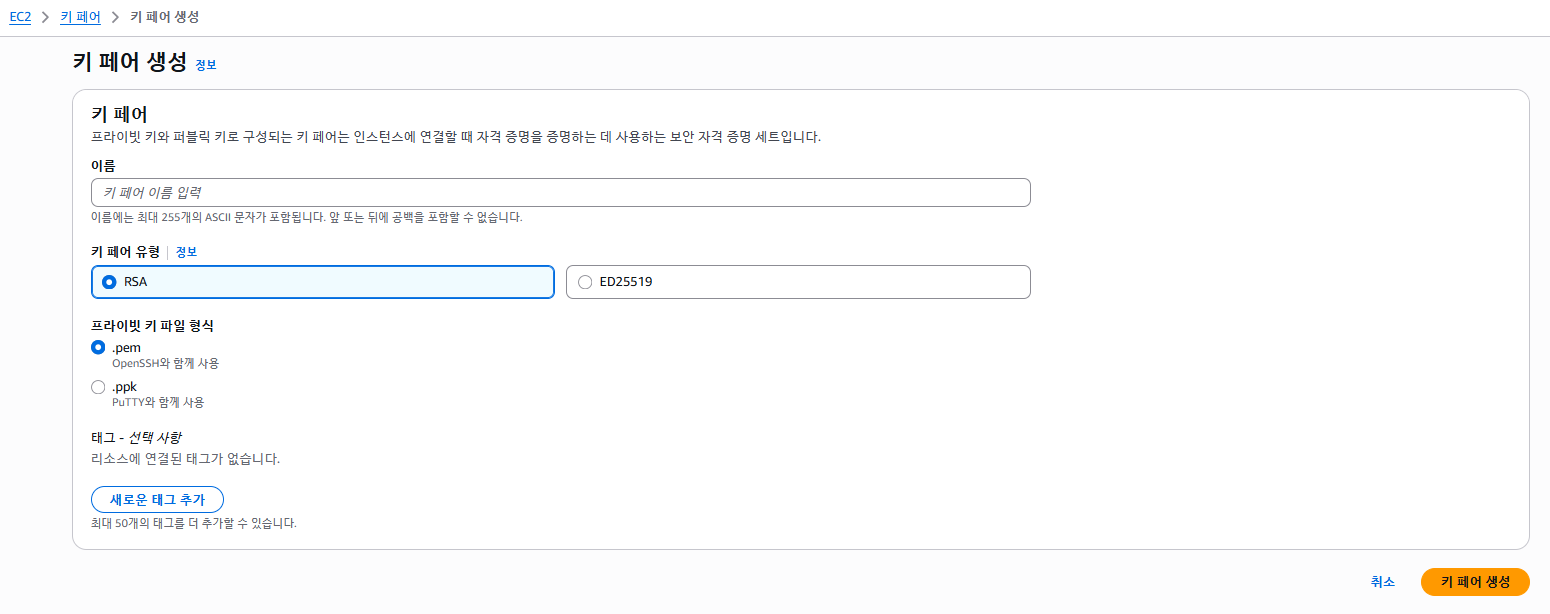 EC2 > 키 페어 > 키 페어 생성
키 페어 생성 정보
키 페어
프라이빗 키와 퍼블릭 키로 구성되는 키 페어는 인스턴스에 연결할 때 자격 증명을 증명하는 데 사용하는 보안 자격 증명 세트입니다.
이름
키 페어 이름 입력
이름에는 최대 255개의 ASCII 문자가 포함됩니다. 앞 또는 뒤에 공백을 포함할 수 없습니다.
키 페어 유형 | 정보
RSA
ED25519
프라이빗 키 파일 형식
.pem
OpenSSH와 함께 사용
.ppk
PuTTY와 함께 사용
태그 - 선택 사항
리소스에 연결된 태그가 없습니다.
새로운 태그 추가
최대 50개의 태그를 더 추가할 수 있습니다.
취소
키 페어 생성